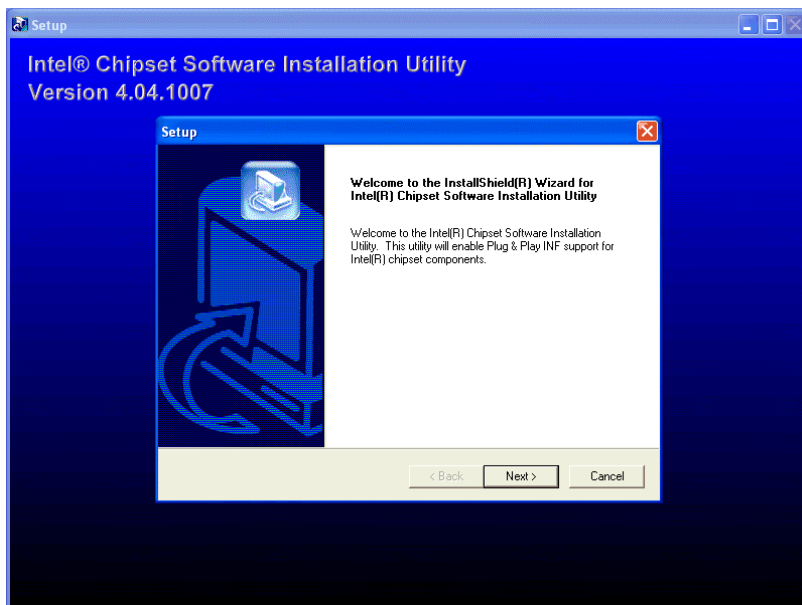 Setup
Intel® Chipset Software Installation Utility
Version 4.04.1007
Setup
Welcome to the InstallShield(R) Wizard for
Intel(R) Chipset Software Installation Utility
Welcome to the Intel(R) Chipset Software Installation
Utility. This utility will enable Plug & Play INF support for
Intel(R) chipset components.
< Back
Next >
Cancel